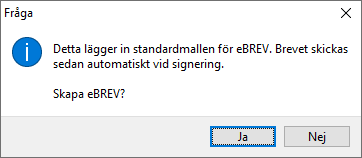 Fråga
Detta lägger in standardmallen för eBREV. Brevet skickas
sedan automatiskt vid signering.
Skapa eBREV?
Ja
Nej